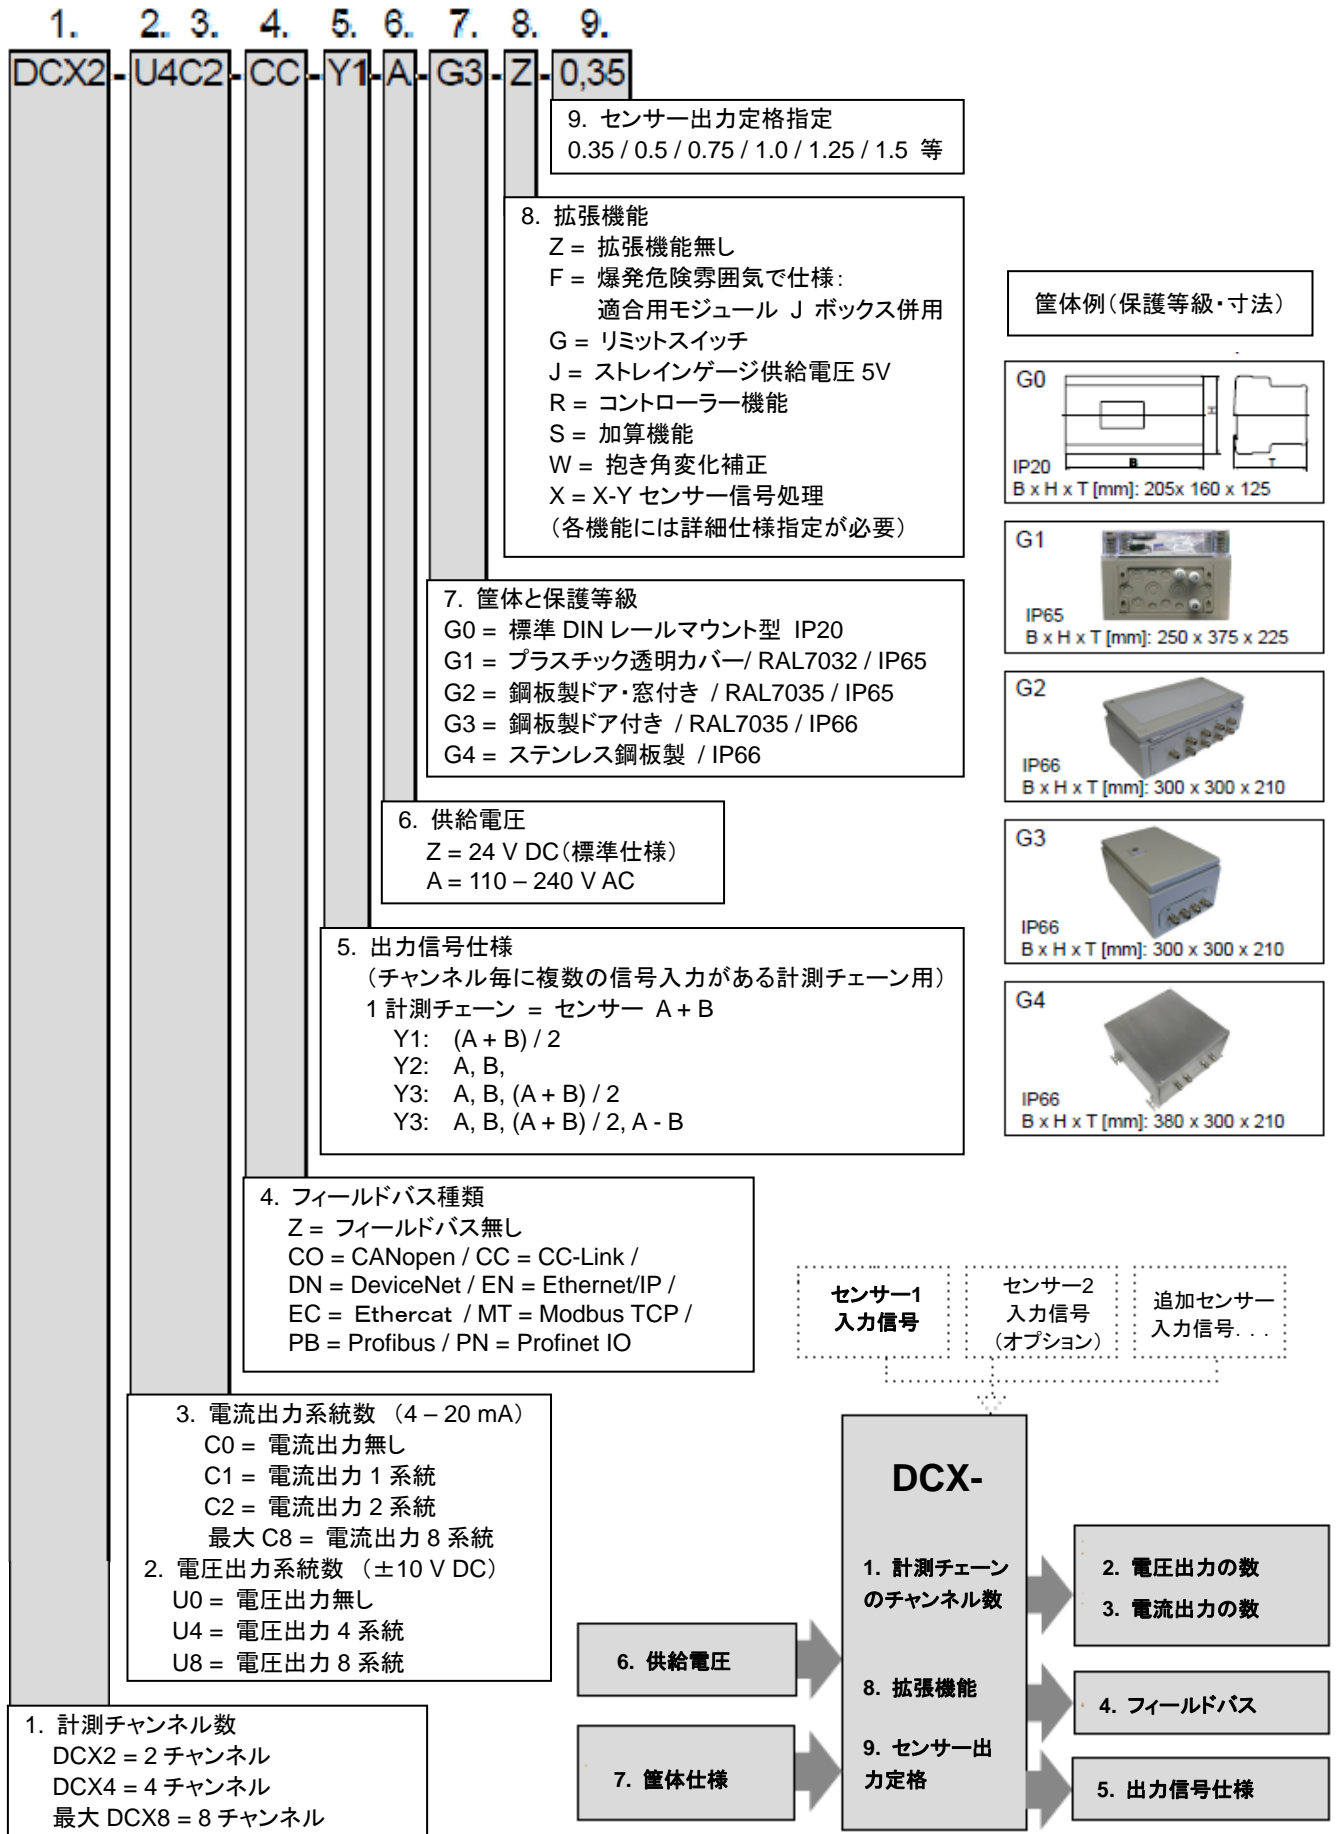 1. 2. 3. 4. 5. 6. 7. 8. 9.
DCX2 - U4C2 - CC - Y1 - A - G3 - Z - 0,35
9. センサー出力定格指定
0.35 / 0.5 / 0.75 / 1.0 / 1.25 / 1.5 等
8. 拡張機能
Z = 拡張機能無し
F = 爆発危険雰囲気で仕様:
適合用モジュール J ボックス併用
G = リミットスイッチ
J = ストレインゲージ供給電圧 5V
R = コントローラー機能
S = 加算機能
W = 抱き角変化補正
X = X-Y センサー信号処理
(各機能には詳細仕様指定が必要)
7. 筐体と保護等級
G0 = 標準 DIN レールマウント型 IP20
G1 = プラスチック透明カバー/ RAL7032 / IP65
G2 = 鋼板製ドア・窓付き / RAL7035 / IP65
G3 = 鋼板製ドア付き / RAL7035 / IP66
G4 = ステンレス鋼板製 / IP66
6. 供給電圧
Z = 24 V DC(標準仕様)
A = 110 – 240 V AC
5. 出力信号仕様
(チャンネル毎に複数の信号入力がある計測チェーン用)
1 計測チェーン = センサー A + B
Y1: (A + B) / 2
Y2: A, B,
Y3: A, B, (A + B) / 2
Y3: A, B, (A + B) / 2, A - B
4. フィールドバス種類
Z = フィールドバス無し
CO = CANopen / CC = CC-Link /
DN = DeviceNet / EN = Ethernet/IP /
EC = Ethercat / MT = Modbus TCP /
PB = Profibus / PN = Profinet IO
3. 電流出力系統数 (4 – 20 mA)
C0 = 電流出力無し
C1 = 電流出力 1 系統
C2 = 電流出力 2 系統
最大 C8 = 電流出力 8 系統
2. 電圧出力系統数 (±10 V DC)
U0 = 電圧出力無し
U4 = 電圧出力 4 系統
U8 = 電圧出力 8 系統
1. 計測チャンネル数
DCX2 = 2 チャンネル
DCX4 = 4 チャンネル
最大 DCX8 = 8 チャンネル
筐体例(保護等級・寸法)
G0
H
B
T
IP20
B x H x T [mm]: 205x 160 x 125
G1
IP65
B x H x T [mm]: 250 x 375 x 225
G2
IP66
B x H x T [mm]: 300 x 300 x 210
G3
IP66
B x H x T [mm]: 300 x 300 x 210
G4
IP66
B x H x T [mm]: 380 x 300 x 210
センサー1
入力信号
センサー2
入力信号
(オプション)
追加センサー
入力信号. . .
DCX-
1. 計測チェーン
のチャンネル数
8. 拡張機能
9. センサー出
力定格
6. 供給電圧
7. 筐体仕様
2. 電圧出力の数
3. 電流出力の数
4. フィールドバス
5. 出力信号仕様